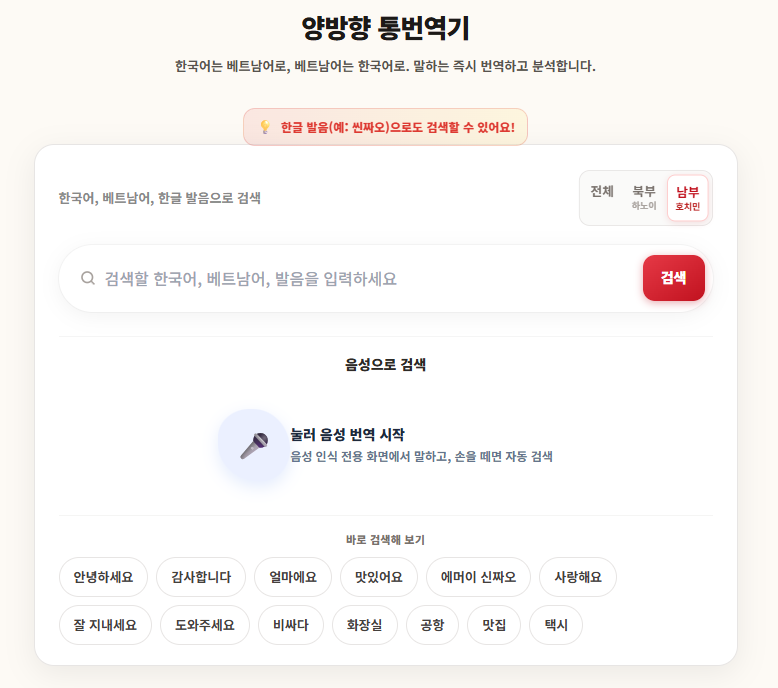 양방향 통번역기
한국어는 베트남어로, 베트남어는 한국어로. 말하는 즉시 번역하고 분석합니다.
한글 발음(예: 씬짜오)으로도 검색할 수 있어요!
한국어, 베트남어, 한글 발음으로 검색
전체 북부 남부
하노이 호치민
검색할 한국어, 베트남어, 발음을 입력하세요 검색
음성으로 검색
눌러 음성 번역 시작
음성 인식 전용 화면에서 말하고, 손을 떼면 자동 검색
바로 검색해 보기
안녕하세요 감사합니다 얼마에요 맛있어요 에머이 신짜오 사랑해요
잘 지내세요 도와주세요 비싸다 화장실 공항 맛집 택시